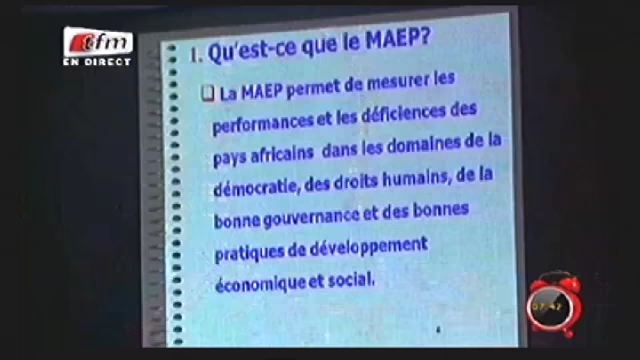 tfm
EN DIRECT
1. Qu'est-ce que le MAEP?
La MAEP permet de mesurer les
performances et les déficiences des
pays africains dans les domaines de la
démocratie, des droits humains, de la
bonne gouvernance et des bonnes
pratiques de développement
économique et social.
07:42